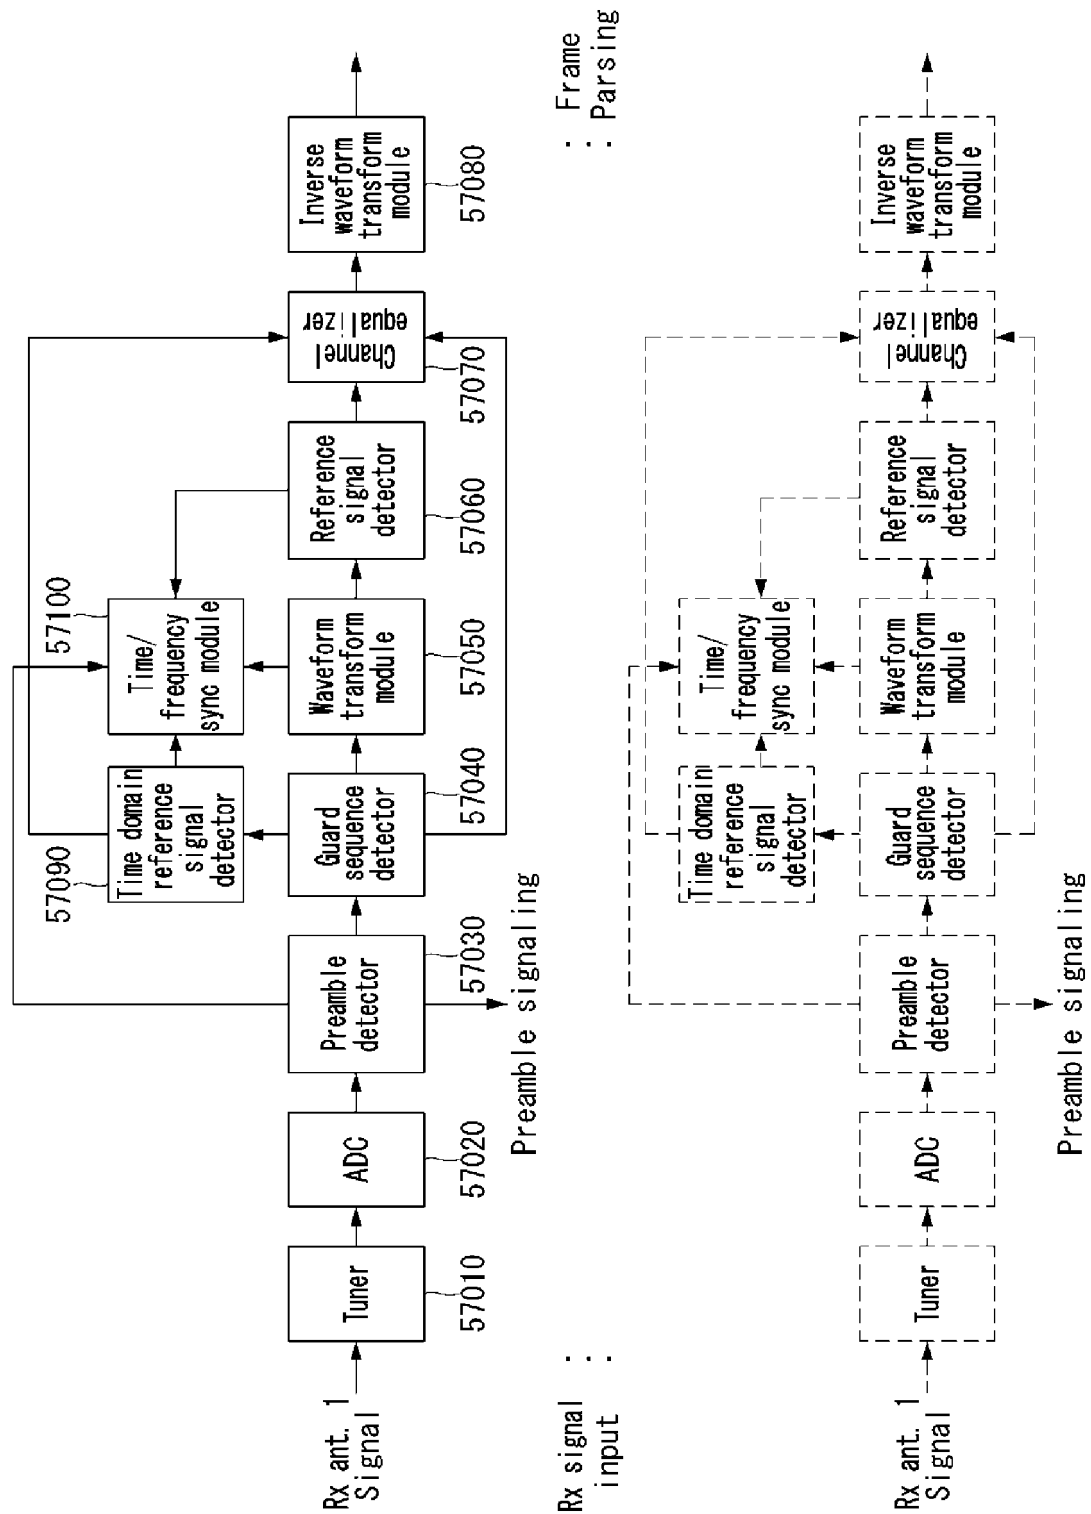 Rx ant. 1
Signal
Tuner
57010
ADC
57020
Preamble
detector
57030
Preamble signaling
Guard
sequence
detector
57040
Time domain
reference
signal
detector
57090
Waveform
transform
module
57050
Time/
frequency
sync module
57100
Reference
signal
detector
57060
Channel
equalizer
57070
Inverse
waveform
transform
module
57080
Rx signal
input
...
...
Frame
Parsing
Rx ant. 1
Signal
Tuner
ADC
Preamble
detector
Preamble signaling
Guard
sequence
detector
Time domain
reference
signal
detector
Waveform
transform
module
Time/
frequency
sync module
Reference
signal
detector
Channel
equalizer
Inverse
waveform
transform
module